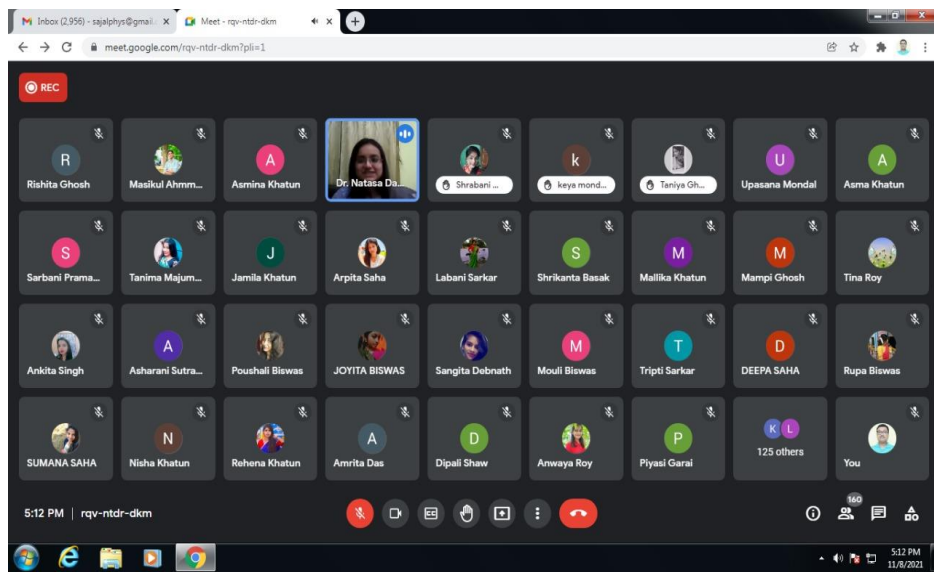 Inbox (2,956) - sajalphys@gmail.
Meet - rqv-ntdr-dkm
meet.google.com/rqv-ntdr-dkm?pli=1
REC
R
A
k
U
A
Rishita Ghosh
Masikul Ahmm...
Asmina Khatun
Dr. Natasa Da...
Shrabani ...
keya mond...
Taniya Gh...
Upasana Mondal
Asma Khatun
S
J
S
M
M
Sarbani Prama...
Tanima Majum...
Jamila Khatun
Arpita Saha
Labani Sarkar
Shrikanta Basak
Mallika Khatun
Mampi Ghosh
Tina Roy
A
M
T
D
Ankita Singh
Asharani Sutra...
Poushali Biswas
JOYITA BISWAS
Sangita Debnath
Mouli Biswas
Tripti Sarkar
DEEPA SAHA
Rupa Biswas
N
A
D
P
K L
SUMANA SAHA
Nisha Khatun
Rehena Khatun
Amrita Das
Dipali Shaw
Anwaya Roy
Piyasi Garai
125 others
You
5:12 PM | rqv-ntdr-dkm
CC
160
5:12 PM
11/8/2021